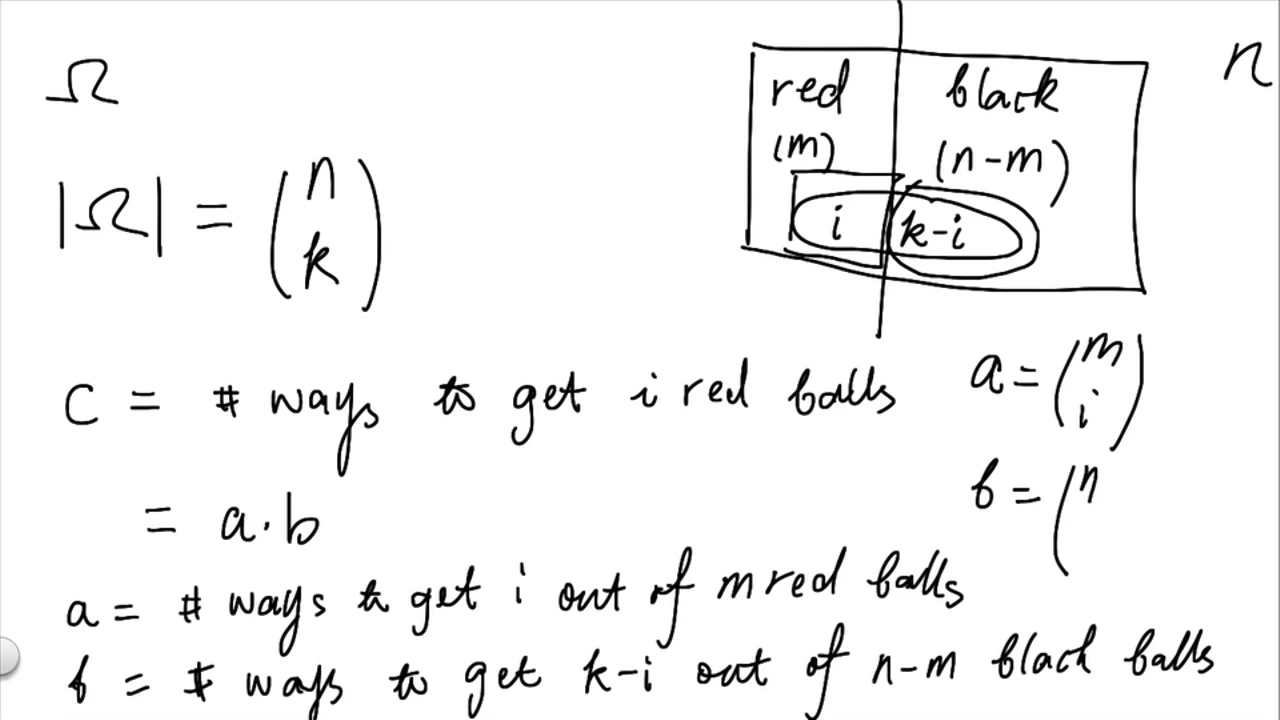 Ω
|Ω| = (n k)
n
red black
(m) (n-m)
i k-i
c = # ways to get i red balls
= a·b
a = (m i)
b = (n
a = # ways to get i out of m red balls
b = # ways to get k-i out of n-m black balls